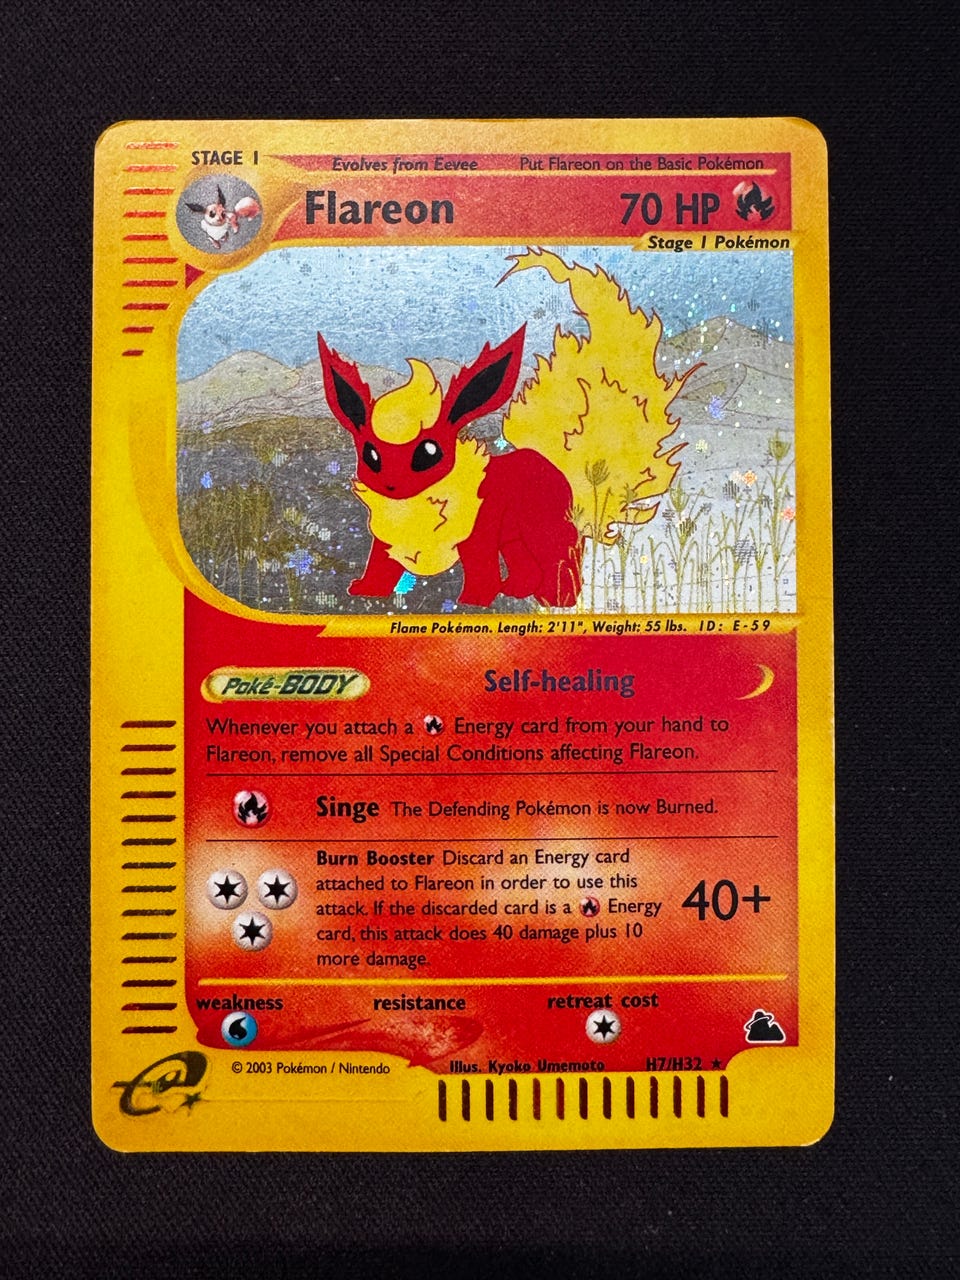 STAGE 1 Evolves from Eevee Put Flareon on the Basic Pokémon
Flareon 70 HP
Stage 1 Pokémon
Flame Pokémon. Length: 2'11", Weight: 55 lbs. ID: E-59
Poké-BODY Self-healing
Whenever you attach a Energy card from your hand to
Flareon, remove all Special Conditions affecting Flareon.
Singe The Defending Pokémon is now Burned.
Burn Booster Discard an Energy card
attached to Flareon in order to use this
attack. If the discarded card is a Energy
card, this attack does 40 damage plus 10
more damage.
40+
weakness resistance retreat cost
© 2003 Pokémon / Nintendo Illus. Kyoko Umemoto H7/H32 ★
e